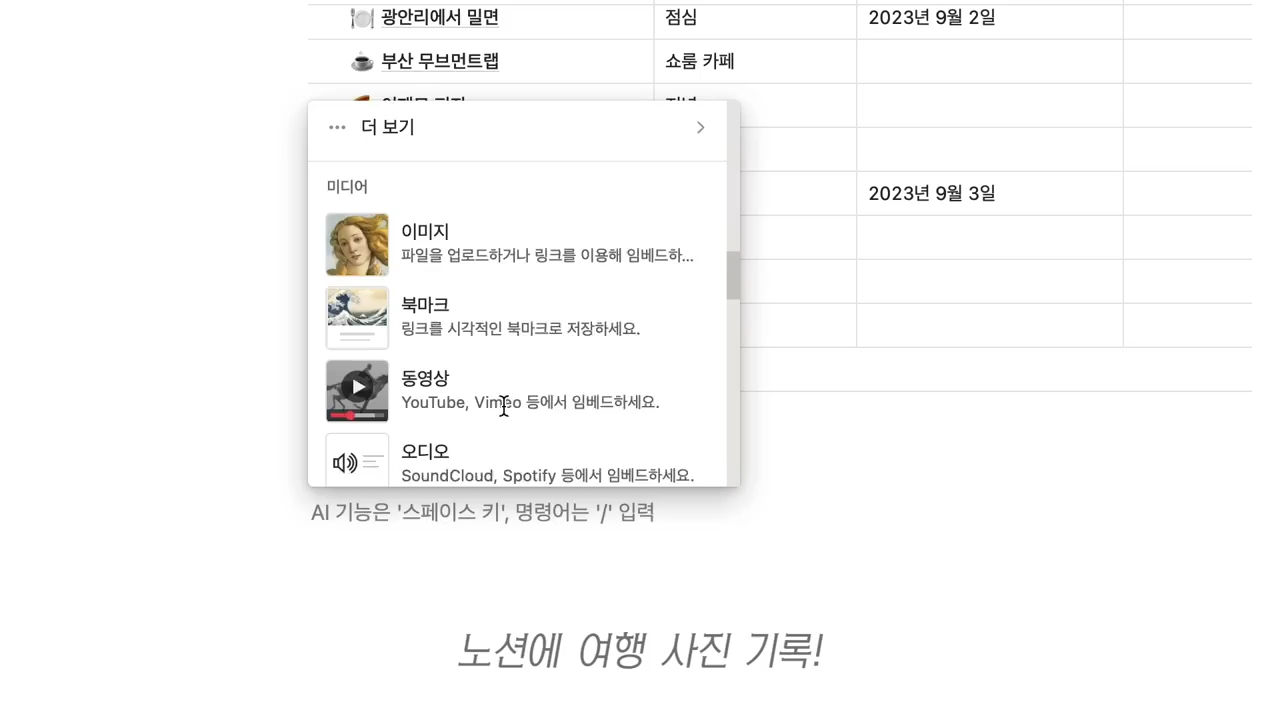 광안리에서 밀면 점심 2023년 9월 2일
부산 무브먼트랩 쇼룸 카페
더 보기
미디어
2023년 9월 3일
이미지
파일을 업로드하거나 링크를 이용해 임베드하...
북마크
링크를 시각적인 북마크로 저장하세요.
동영상
YouTube, Vimeo 등에서 임베드하세요.
오디오
SoundCloud, Spotify 등에서 임베드하세요.
AI 기능은 '스페이스 키', 명령어는 '/' 입력
노션에 여행 사진 기록!